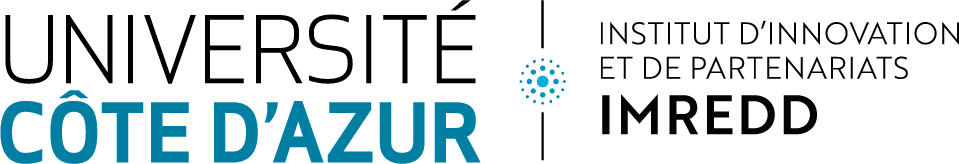 UNIVERSITÉ
CÔTE D'AZUR
INSTITUT D'INNOVATION
ET DE PARTENARIATS
IMREDD